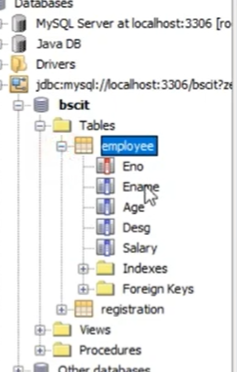 Databases
MySQL Server at localhost:3306 [ro
Java DB
Drivers
jdbc:mysql://localhost:3306/bscit?ze
bscit
Tables
employee
Eno
Ename
Age
Desg
Salary
Indexes
Foreign Keys
registration
Views
Procedures
Other databases